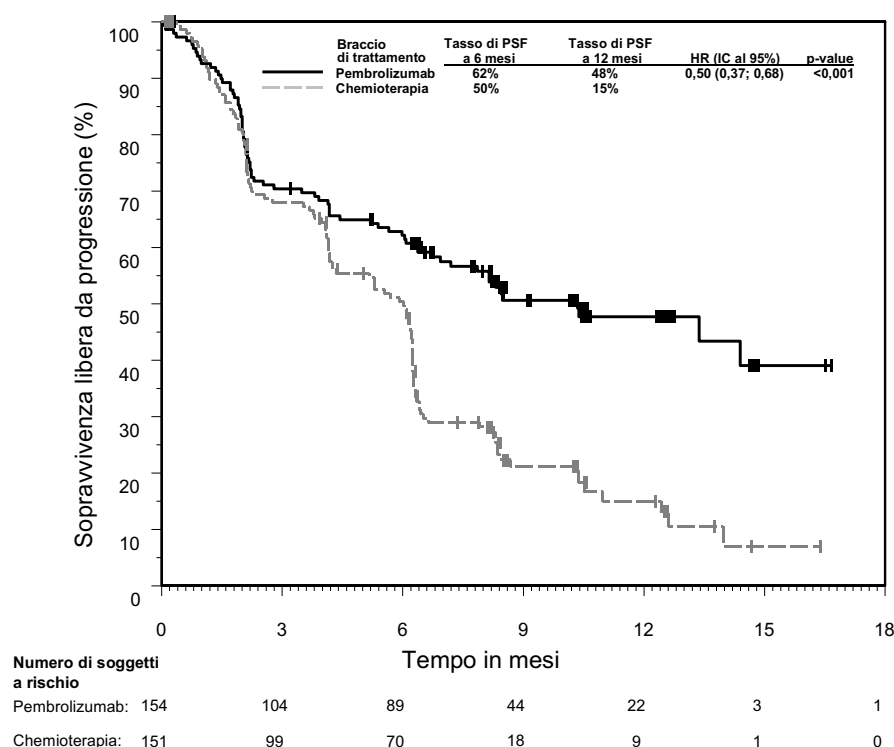 Braccio di trattamento Tasso di PSF a 6 mesi Tasso di PSF a 12 mesi HR (IC al 95%) p-value
Pembrolizumab 62% 48% 0,50 (0,37; 0,68) <0,001
Chemioterapia 50% 15%
Sopravvivenza libera da progressione (%)
100
90
80
70
60
50
40
30
20
10
0
0 3 6 9 12 15 18
Tempo in mesi
Numero di soggetti
a rischio
Pembrolizumab: 154 104 89 44 22 3 1
Chemioterapia: 151 99 70 18 9 1 0